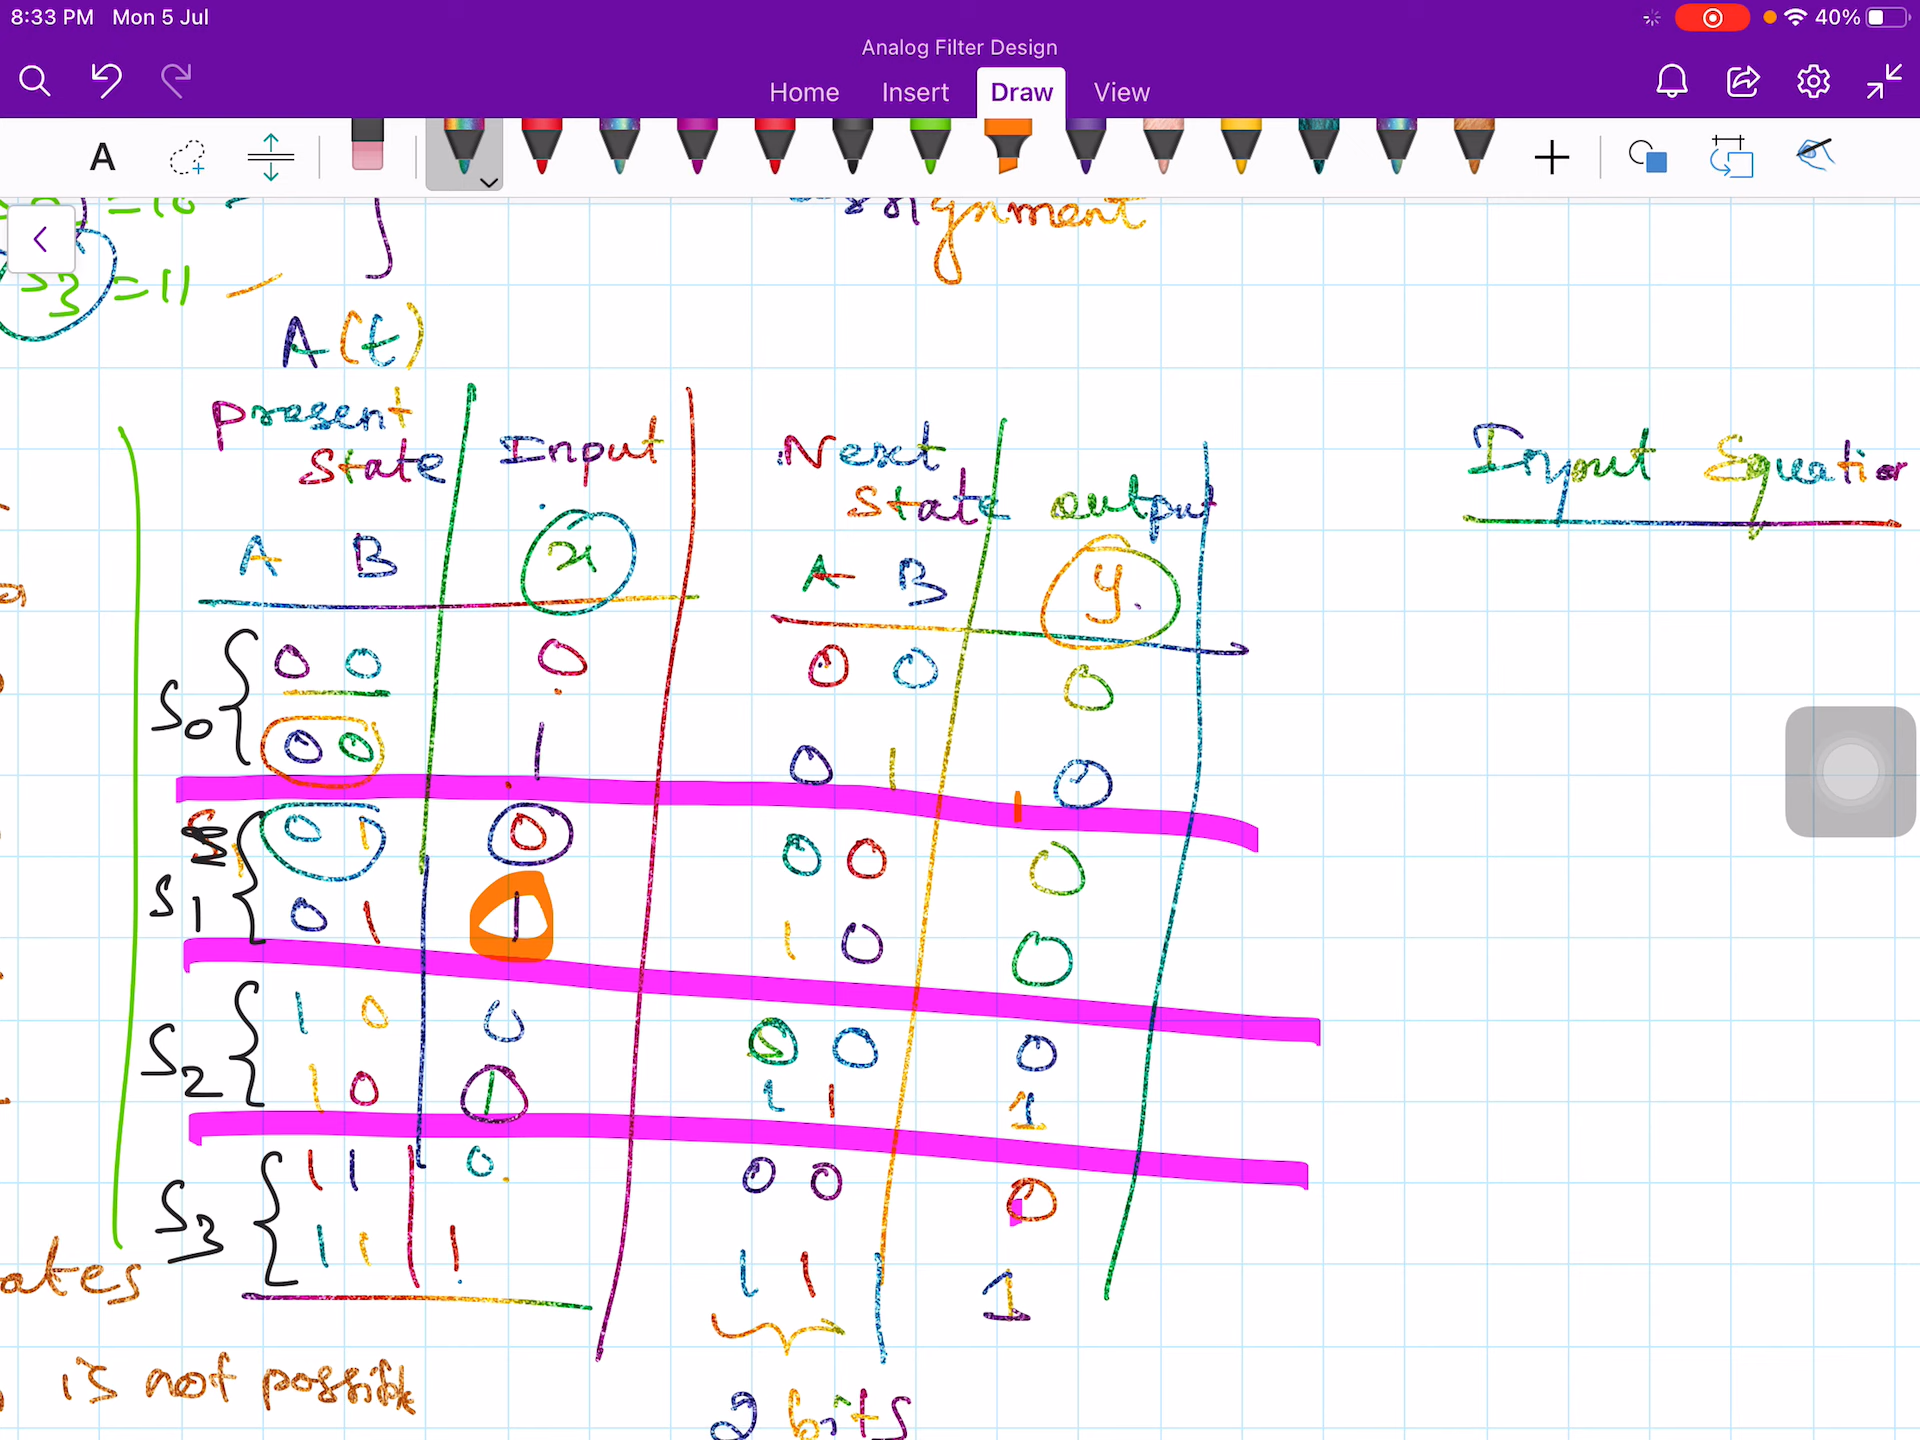 8:33 PM Mon 5 Jul
40%
Analog Filter Design
Home Insert Draw View
A
=10
S3 =11
A(t)
Present State Input Next State output Input Equation
A B x A B y
S0 0 0 0 0 0 0
0 0 1 0 1 0
S1 0 1 0 0 0 0
0 1 1 1 0 0
S2 1 0 0 0 0 0
1 0 1 1 1 1
S3 1 1 0 0 0 0
1 1 1 1 1 1
is not possible
2 bits